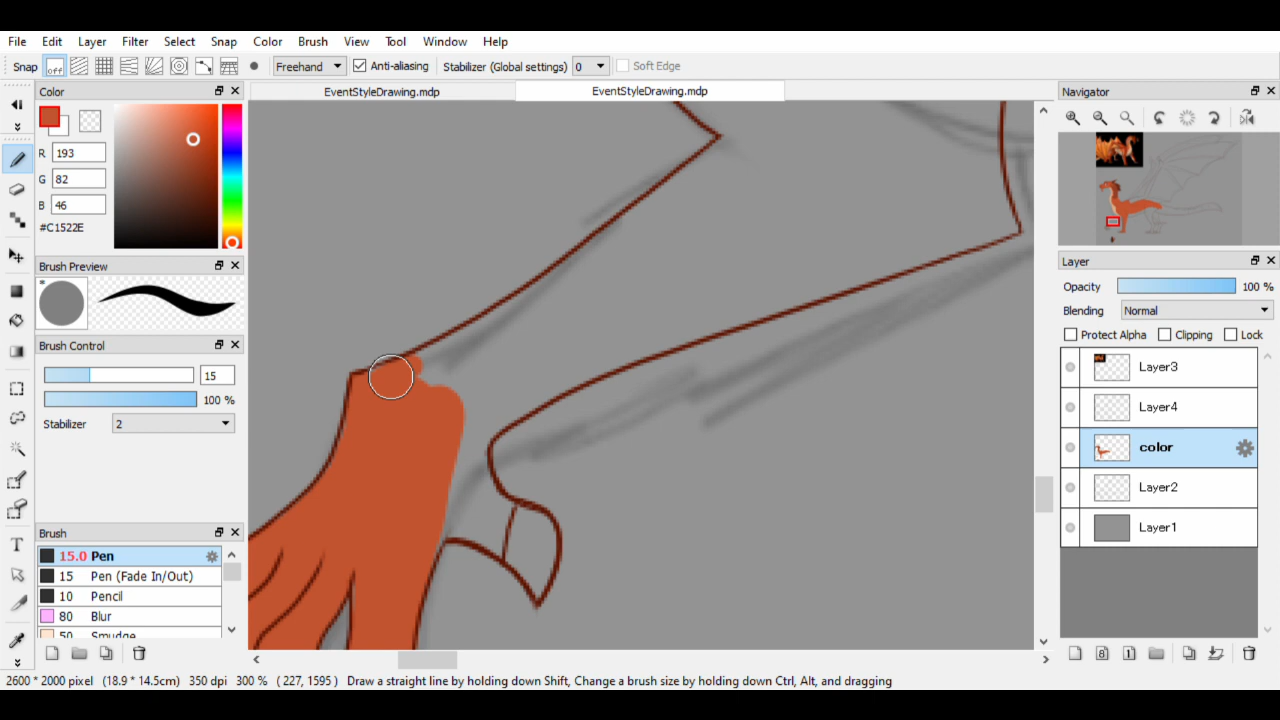 File Edit Layer Filter Select Snap Color Brush View Tool Window Help
Snap off Freehand Anti-aliasing Stabilizer (Global settings) 0 Soft Edge
Color
EventStyleDrawing.mdp
EventStyleDrawing.mdp
Navigator
R 193
G 82
B 46
#C1522E
Brush Preview
*
Brush Control
15
100 %
Stabilizer 2
Brush
15.0 Pen
15 Pen (Fade In/Out)
10 Pencil
80 Blur
50 Smudge
Layer
Opacity 100 %
Blending Normal
Protect Alpha Clipping Lock
Layer3
Layer4
color
Layer2
Layer1
T
8 1
2600 * 2000 pixel (18.9 * 14.5cm) 350 dpi 300 % ( 227, 1595 ) Draw a straight line by holding down Shift, Change a brush size by holding down Ctrl, Alt, and dragging